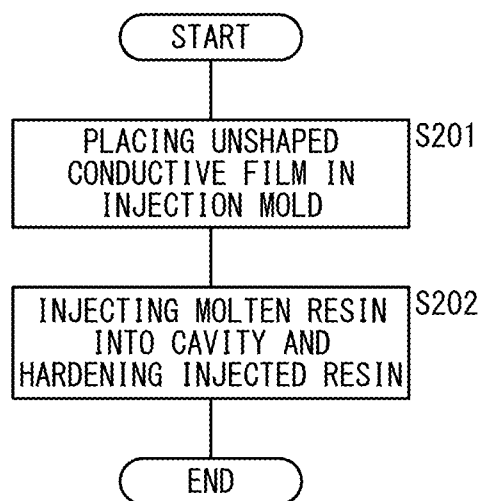 START
PLACING UNSHAPED
CONDUCTIVE FILM IN
INJECTION MOLD
S201
INJECTING MOLTEN RESIN
INTO CAVITY AND
HARDENING INJECTED RESIN
S202
END